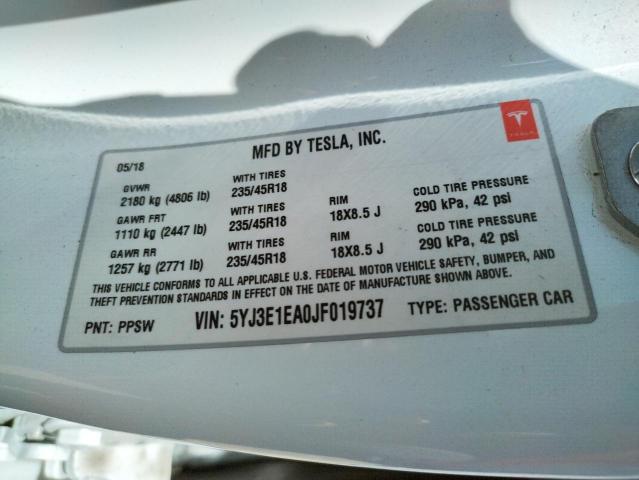 MFD BY TESLA, INC.
TESLA
05/18
GVWR WITH TIRES
2180 kg (4806 lb) 235/45R18
GAWR FRT WITH TIRES RIM COLD TIRE PRESSURE
1110 kg (2447 lb) 235/45R18 18X8.5 J 290 kPa, 42 psi
GAWR RR WITH TIRES RIM COLD TIRE PRESSURE
1257 kg (2771 lb) 235/45R18 18X8.5 J 290 kPa, 42 psi
THIS VEHICLE CONFORMS TO ALL APPLICABLE U.S. FEDERAL MOTOR VEHICLE SAFETY, BUMPER, AND
THEFT PREVENTION STANDARDS IN EFFECT ON THE DATE OF MANUFACTURE SHOWN ABOVE.
PNT: PPSW VIN: 5YJ3E1EA0JF019737 TYPE: PASSENGER CAR